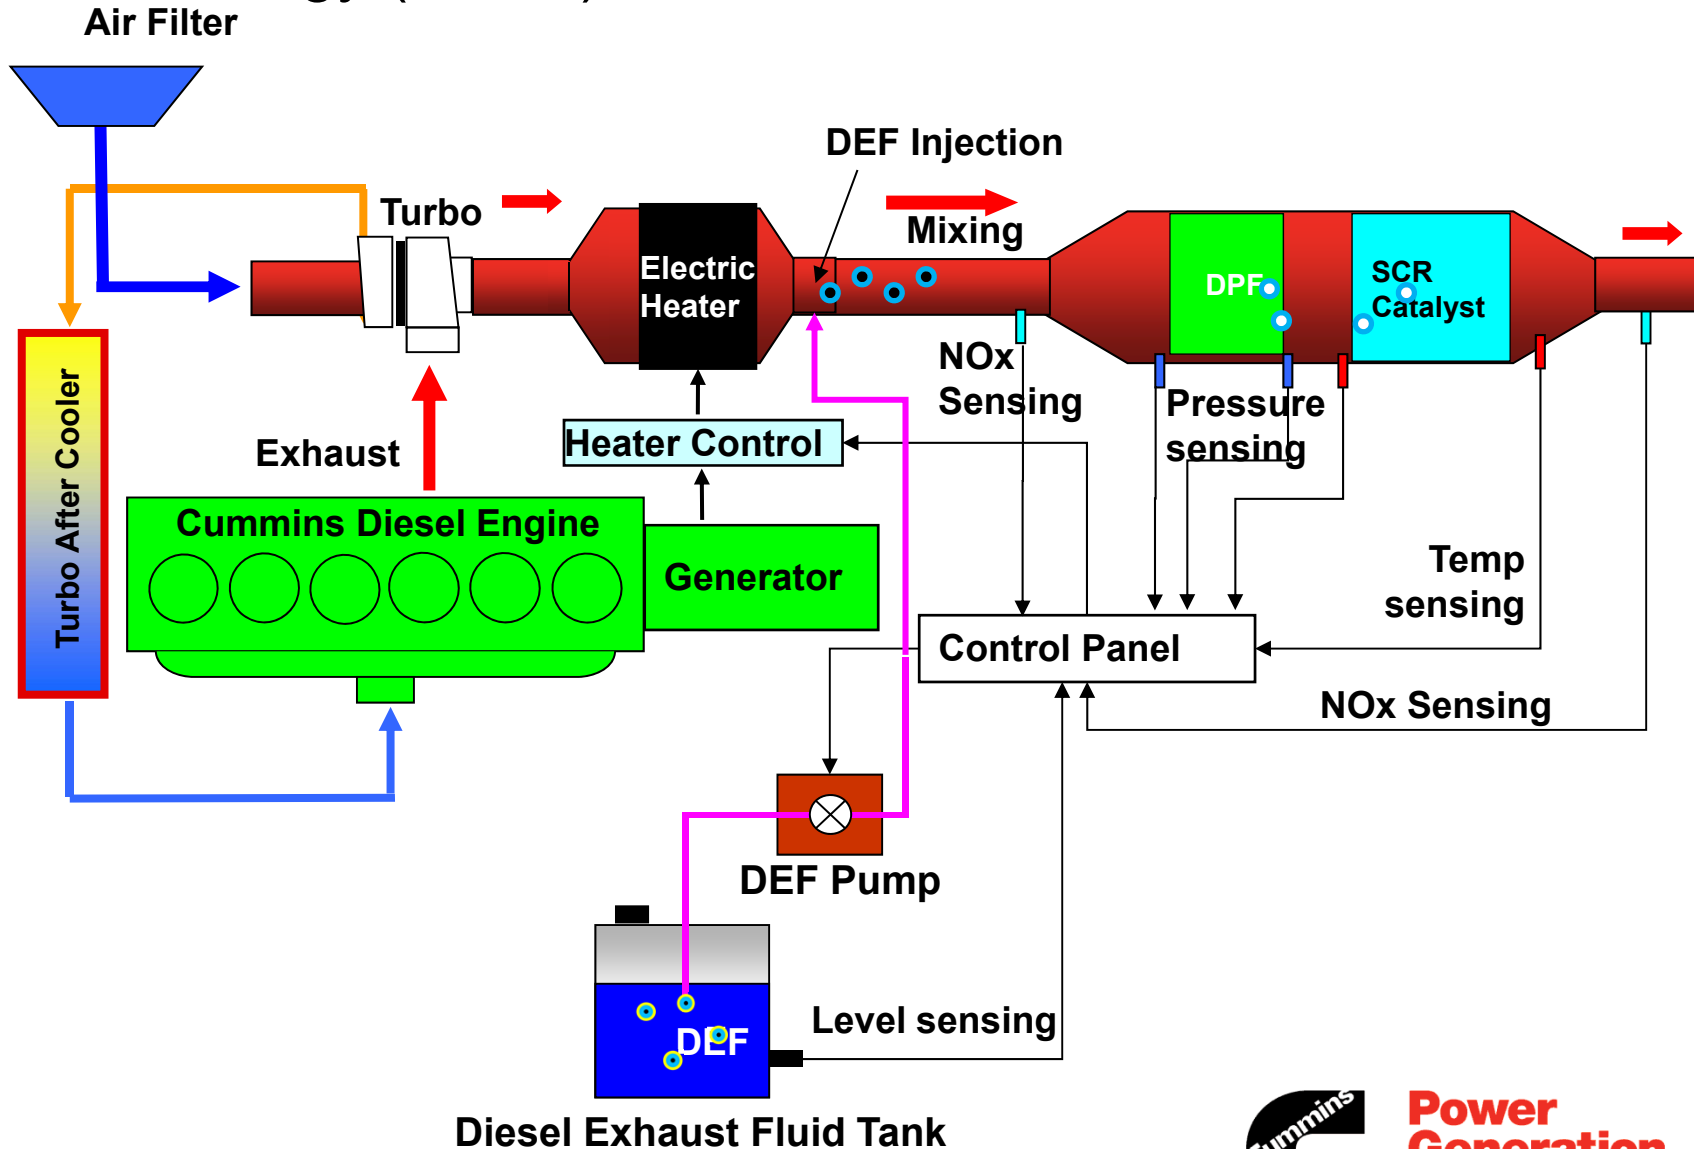 Air Filter
DEF Injection
Turbo
Mixing
Electric
Heater
DPF
SCR
Catalyst
NOx
Sensing
Pressure
sensing
Heater Control
Exhaust
Turbo After Cooler
Cummins Diesel Engine
Generator
Temp
sensing
Control Panel
NOx Sensing
DEF Pump
DEF
Level sensing
Diesel Exhaust Fluid Tank
Cummins
Power
Generation